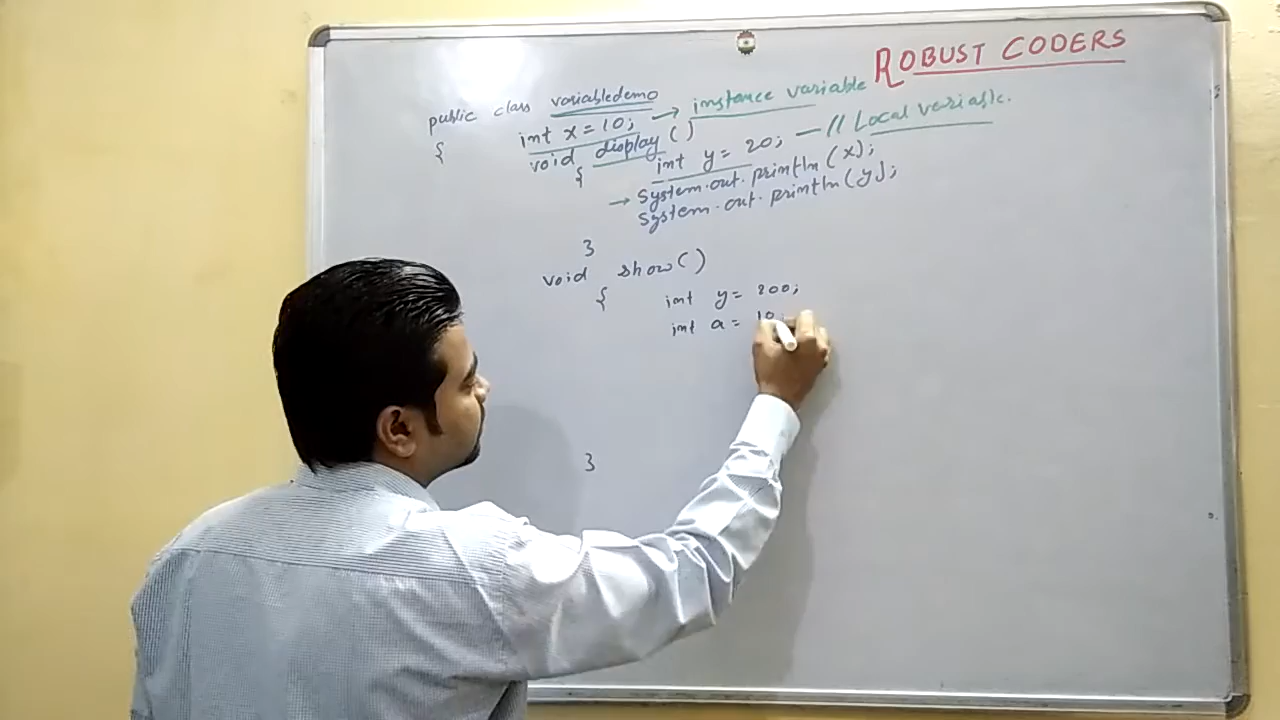 ROBUST CODERS
public class variabledemo
{
int x = 10; → instance variable
void display ( )
{
int y = 20; — // Local variable.
→ System.out.println (x);
System.out.println (y);
}
void show ( )
{
int y = 200;
int a = 10;
}